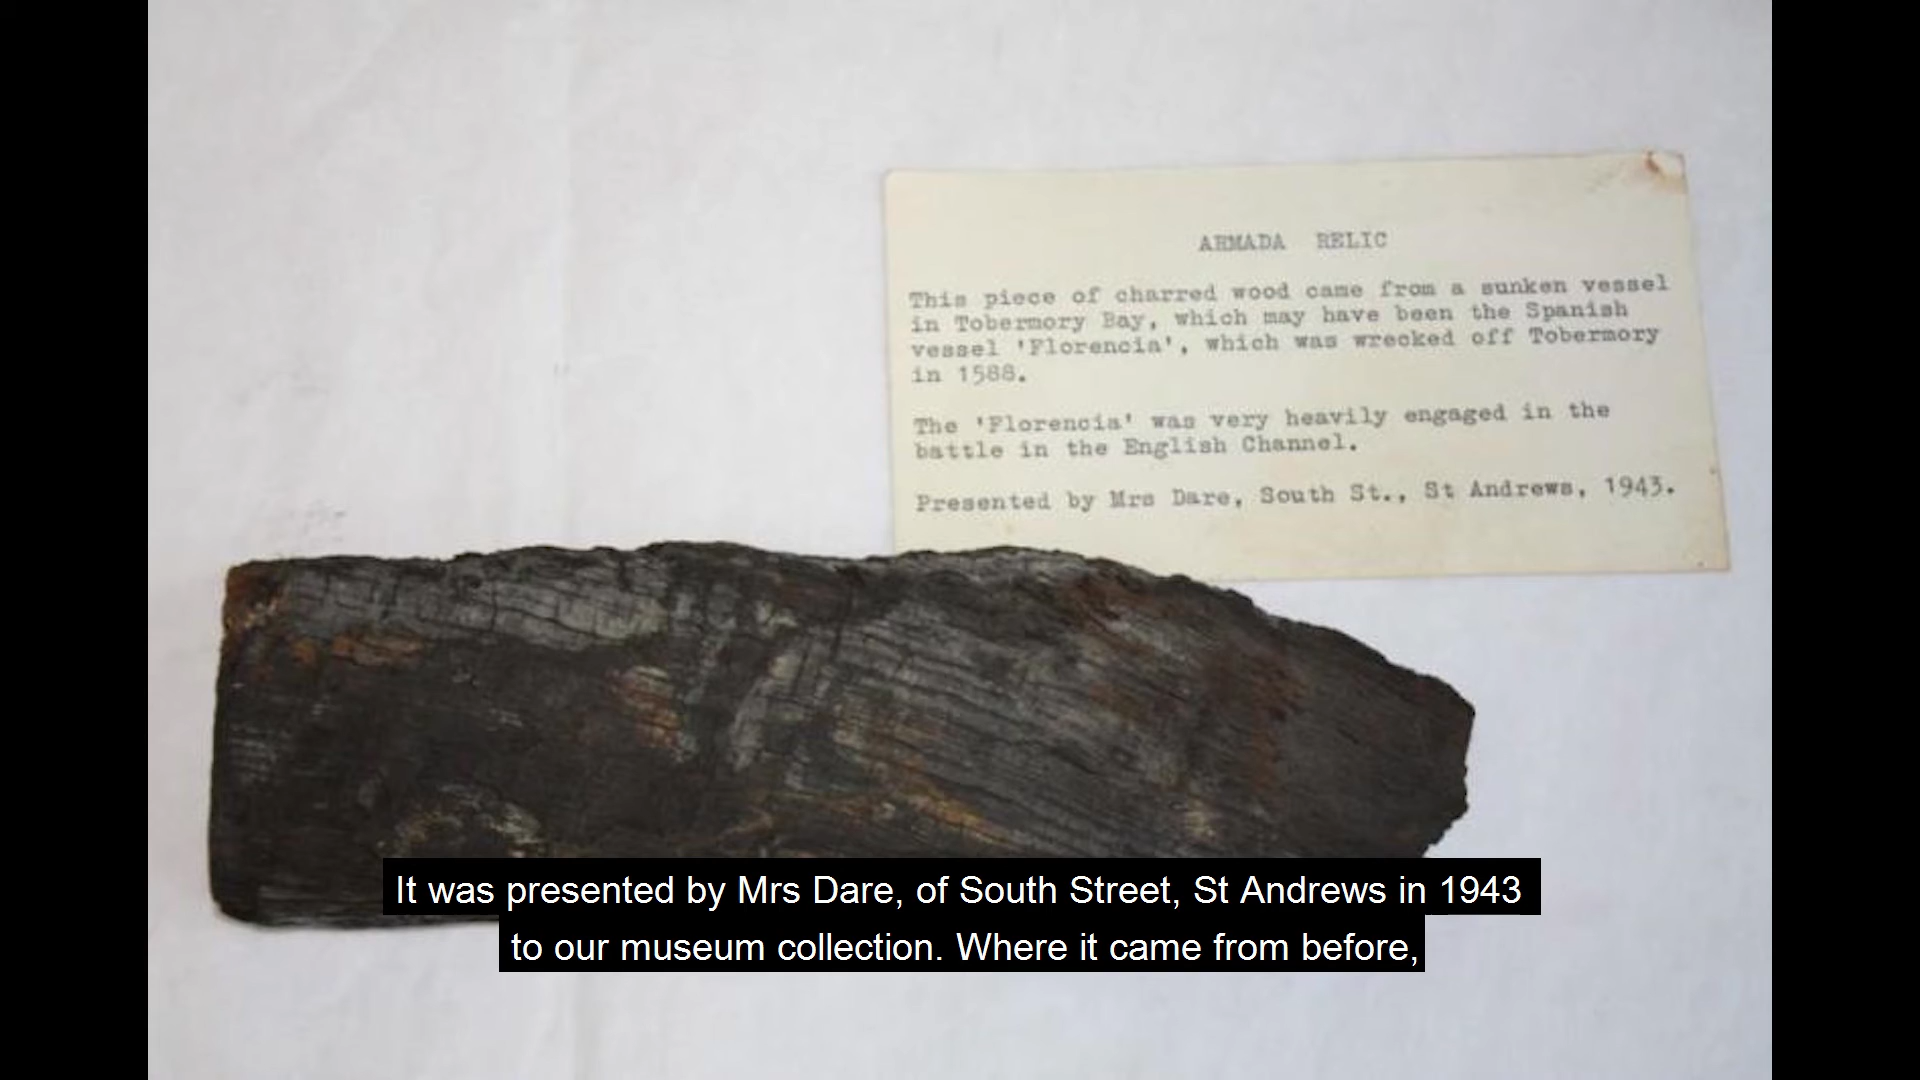 ARMADA RELIC
This piece of charred wood came from a sunken vessel
in Tobermory Bay, which may have been the Spanish
vessel 'Florencia', which was wrecked off Tobermory
in 1588.
The 'Florencia' was very heavily engaged in the
battle in the English Channel.
Presented by Mrs Dare, South St., St Andrews, 1943.
It was presented by Mrs Dare, of South Street, St Andrews in 1943
to our museum collection. Where it came from before,